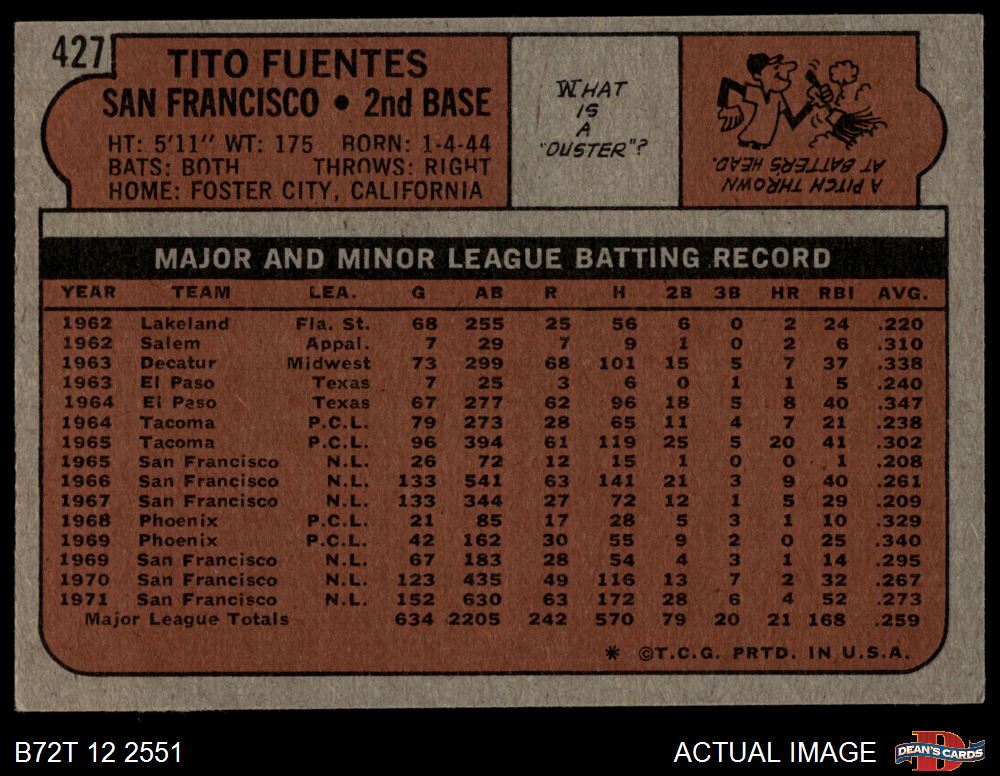 427
TITO FUENTES
SAN FRANCISCO • 2nd BASE
HT: 5'11" WT: 175 BORN: 1-4-44
BATS: BOTH THROWS: RIGHT
HOME: FOSTER CITY, CALIFORNIA
WHAT
IS
A
"DUSTER"?
A PITCH THROWN
AT BATTERS HEAD.
MAJOR AND MINOR LEAGUE BATTING RECORD
YEAR TEAM LEA. G AB R H 2B 3B HR RBI AVG.
1962 Lakeland Fla. St. 68 255 25 56 6 0 2 24 .220
1962 Salem Appal. 7 29 7 9 1 0 2 6 .310
1963 Decatur Midwest 73 299 68 101 15 5 7 37 .338
1963 El Paso Texas 7 25 3 6 0 1 1 5 .240
1964 El Paso Texas 67 277 62 96 18 5 8 40 .347
1964 Tacoma P.C.L. 79 273 28 65 11 4 7 21 .238
1965 Tacoma P.C.L. 96 394 61 119 25 5 20 41 .302
1965 San Francisco N.L. 26 72 12 15 1 0 0 1 .208
1966 San Francisco N.L. 133 541 63 141 21 3 9 40 .261
1967 San Francisco N.L. 133 344 27 72 12 1 5 29 .209
1968 Phoenix P.C.L. 21 85 17 28 5 3 1 10 .329
1969 Phoenix P.C.L. 42 162 30 55 9 2 0 25 .340
1969 San Francisco N.L. 67 183 28 54 4 3 1 14 .295
1970 San Francisco N.L. 123 435 49 116 13 7 2 32 .267
1971 San Francisco N.L. 152 630 63 172 28 6 4 52 .273
Major League Totals 634 2205 242 570 79 20 21 168 .259
* ©T.C.G. PRTD. IN U.S.A.
B72T 12 2551
ACTUAL IMAGE
D
DEAN'S CARDS